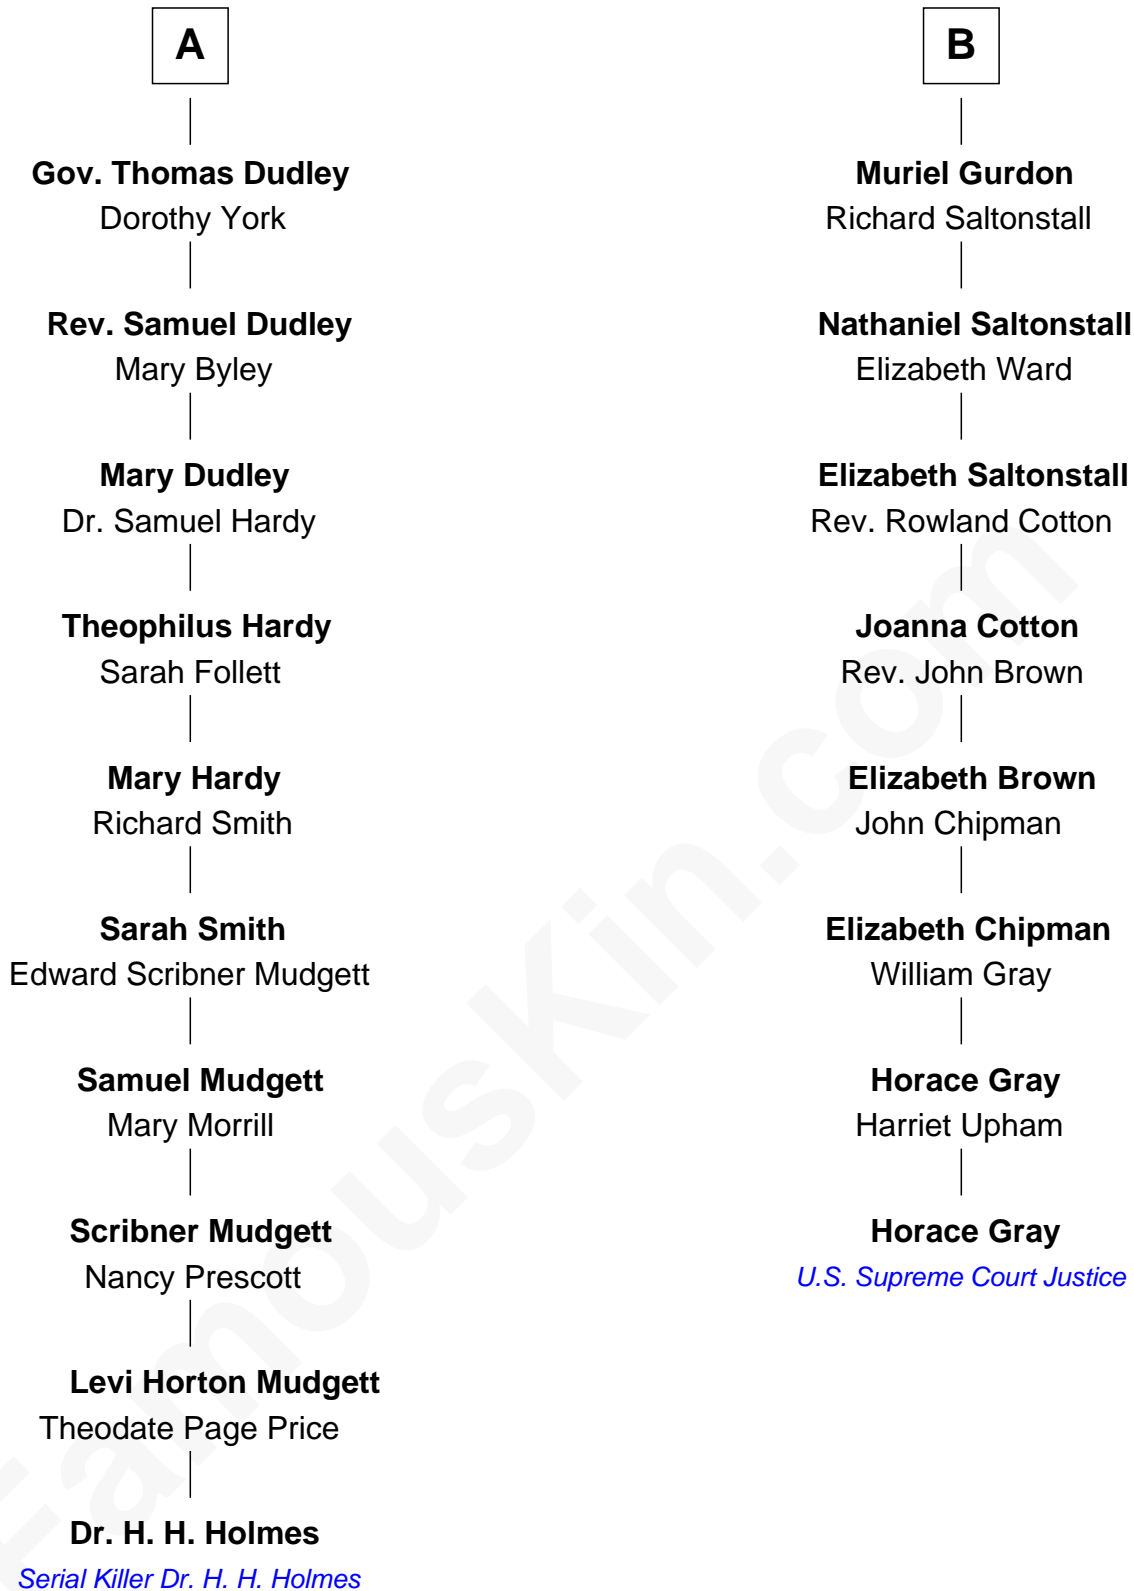 A
B
Gov. Thomas Dudley
Dorothy York
Muriel Gurdon
Richard Saltonstall
Rev. Samuel Dudley
Mary Byley
Nathaniel Saltonstall
Elizabeth Ward
Mary Dudley
Dr. Samuel Hardy
Elizabeth Saltonstall
Rev. Rowland Cotton
Theophilus Hardy
Sarah Follett
Joanna Cotton
Rev. John Brown
Mary Hardy
Richard Smith
Elizabeth Brown
John Chipman
Sarah Smith
Edward Scribner Mudgett
Elizabeth Chipman
William Gray
Samuel Mudgett
Mary Morrill
Horace Gray
Harriet Upham
Scribner Mudgett
Nancy Prescott
Horace Gray
U.S. Supreme Court Justice
Levi Horton Mudgett
Theodate Page Price
Dr. H. H. Holmes
Serial Killer Dr. H. H. Holmes
FamousKin.com